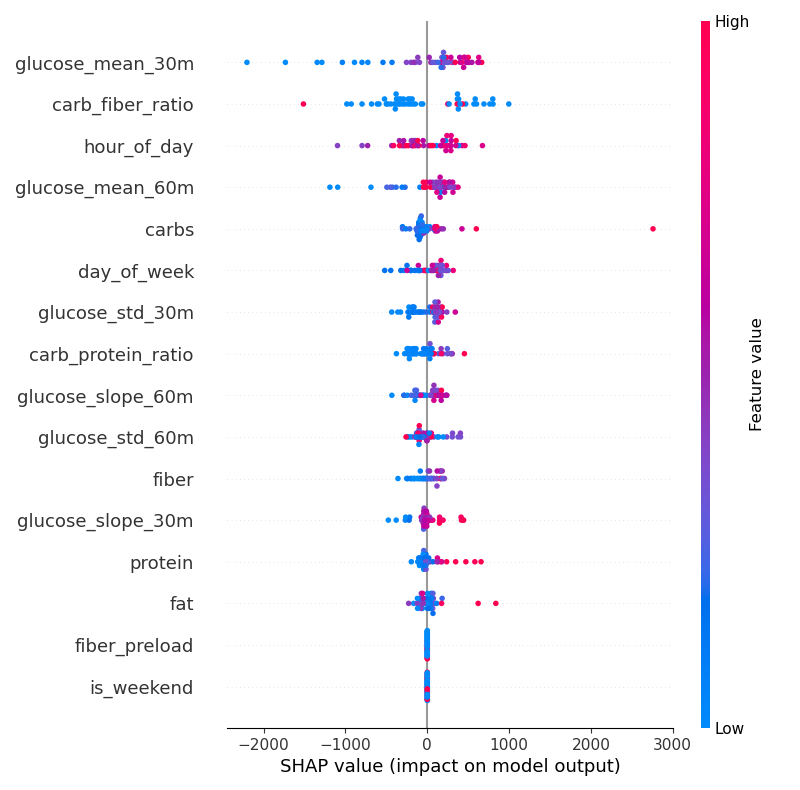 High
glucose_mean_30m
carb_fiber_ratio
hour_of_day
glucose_mean_60m
carbs
day_of_week
glucose_std_30m
carb_protein_ratio
glucose_slope_60m
glucose_std_60m
fiber
glucose_slope_30m
protein
fat
fiber_preload
is_weekend
Feature value
Low
−2000 −1000 0 1000 2000 3000
SHAP value (impact on model output)